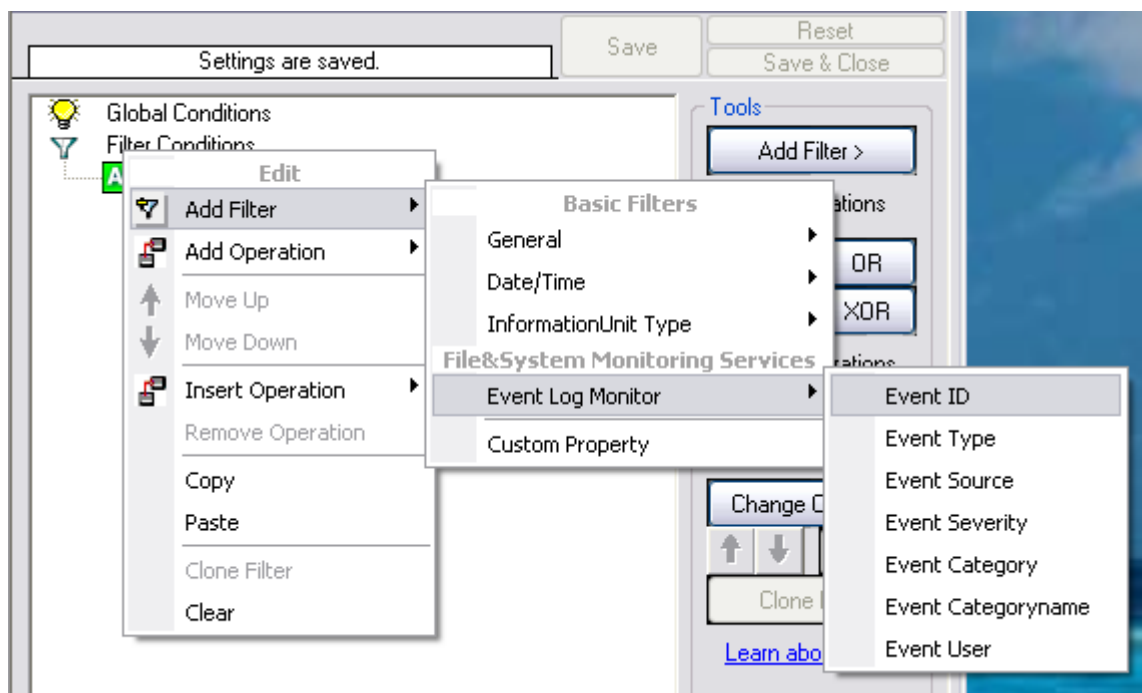 Settings are saved.
Save
Reset
Save & Close
Global Conditions
Filter Conditions
A
Edit
Add Filter
Add Operation
Move Up
Move Down
Insert Operation
Remove Operation
Copy
Paste
Clone Filter
Clear
Basic Filters
General
Date/Time
InformationUnit Type
File&System Monitoring Services
Event Log Monitor
Custom Property
Event ID
Event Type
Event Source
Event Severity
Event Category
Event Categoryname
Event User
Tools
Add Filter >
OR
XOR
Change
Clone
Learn